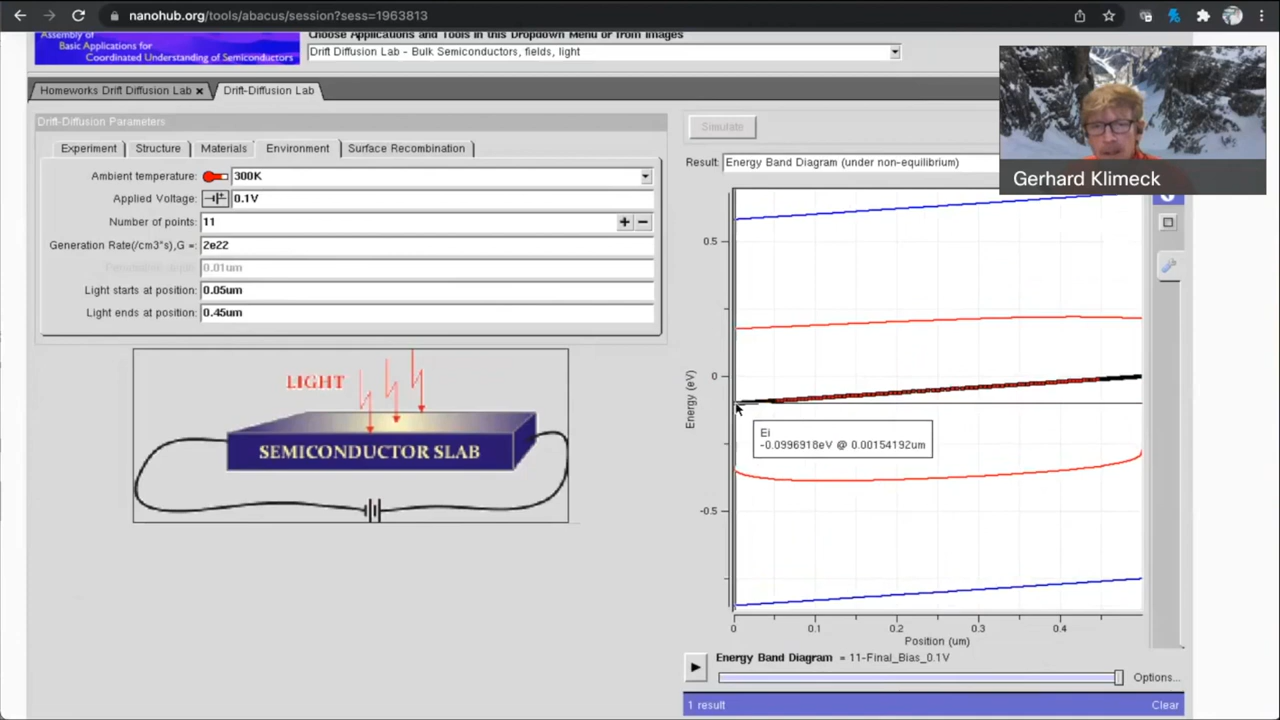 nanohub.org/tools/abacus/session?sess=1963813
Assembly of
Basic Applications for
Coordinated Understanding of Semiconductors
Choose Applications and Tools in this Dropdown Menu or from Images
Drift Diffusion Lab - Bulk Semiconductors, fields, light
Homeworks Drift Diffusion Lab × Drift-Diffusion Lab
Drift-Diffusion Parameters
Experiment Structure Materials Environment Surface Recombination
Ambient temperature: 300K
Applied Voltage: 0.1V
Number of points: 11
Generation Rate(/cm3*s),G =: 2e22
0.01um
Light starts at position: 0.05um
Light ends at position: 0.45um
LIGHT
SEMICONDUCTOR SLAB
Simulate
Result: Energy Band Diagram (under non-equilibrium)
Gerhard Klimeck
0.5
0
-0.5
Energy (eV)
Ei
-0.0996918eV @ 0.00154192um
0 0.1 0.2 0.3 0.4
Position (um)
Energy Band Diagram = 11-Final_Bias_0.1V
Options...
1 result Clear